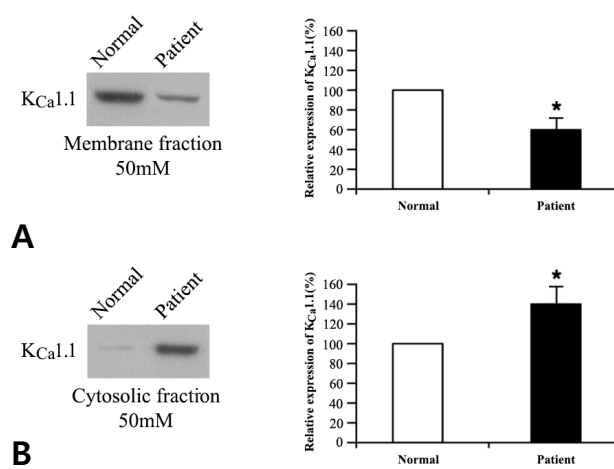 Normal Patient
KCa1.1
Membrane fraction
50mM
A
Relative expression of KCa1.1(%)
160
140
120
100
80
60
40
20
0
*
Normal Patient
Normal Patient
KCa1.1
Cytosolic fraction
50mM
B
Relative expression of KCa1.1(%)
160
140
120
100
80
60
40
20
0
*
Normal Patient